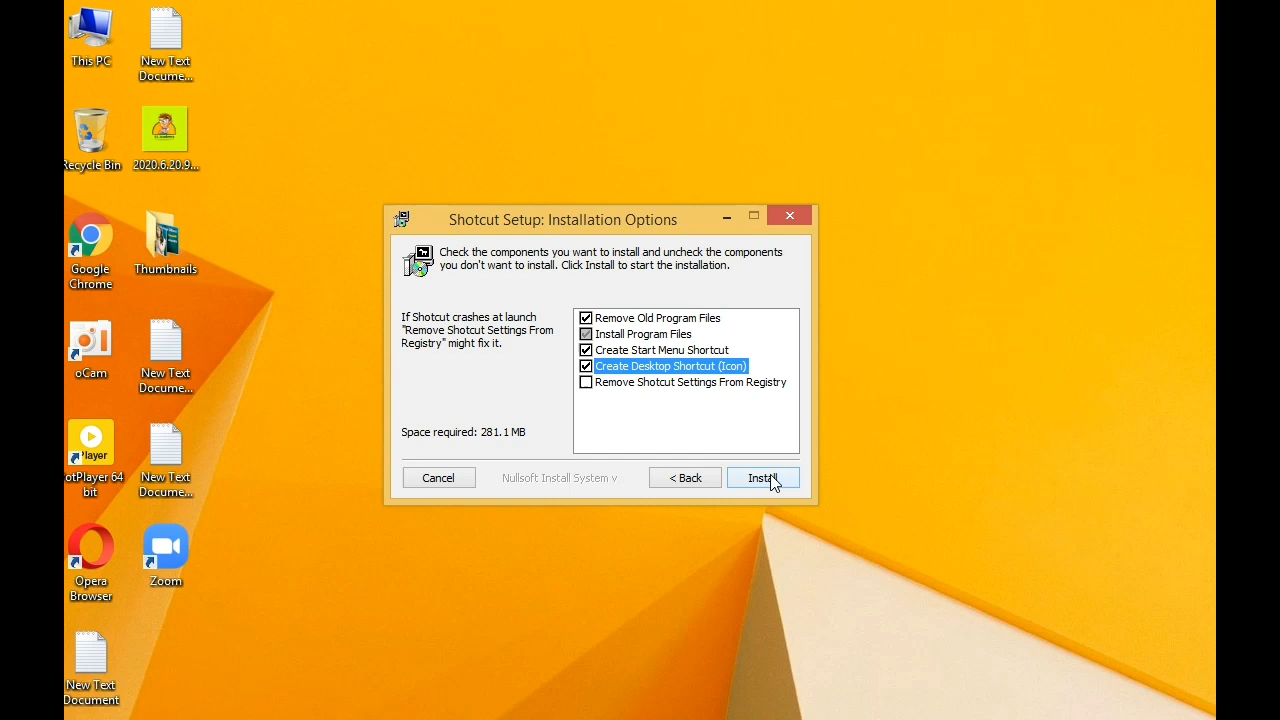 This PC
New Text
Docume...
Recycle Bin
2020.6.20.9...
Google
Chrome
Thumbnails
oCam
New Text
Docume...
Player
otPlayer 64
bit
New Text
Docume...
Opera
Browser
Zoom
New Text
Document
Shotcut Setup: Installation Options
Check the components you want to install and uncheck the components
you don't want to install. Click Install to start the installation.
If Shotcut crashes at launch
"Remove Shotcut Settings From
Registry" might fix it.
Remove Old Program Files
Install Program Files
Create Start Menu Shortcut
Create Desktop Shortcut (Icon)
Remove Shotcut Settings From Registry
Space required: 281.1 MB
Cancel
Nullsoft Install System v
< Back
Install